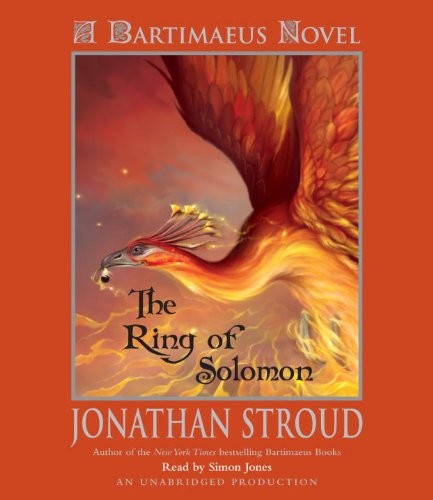 A Bartimaeus Novel
The
Ring of
Solomon
JONATHAN STROUD
Author of the New York Times bestselling Bartimaeus Books
Read by Simon Jones
AN UNABRIDGED PRODUCTION